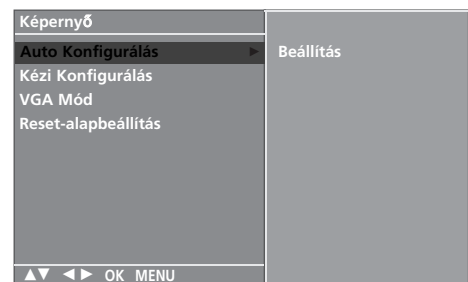 Képernyő
Auto Konfigurálás ►
Beállítás
Kézi Konfigurálás
VGA Mód
Reset-alapbeállítás
▲▼ ◄► OK MENU